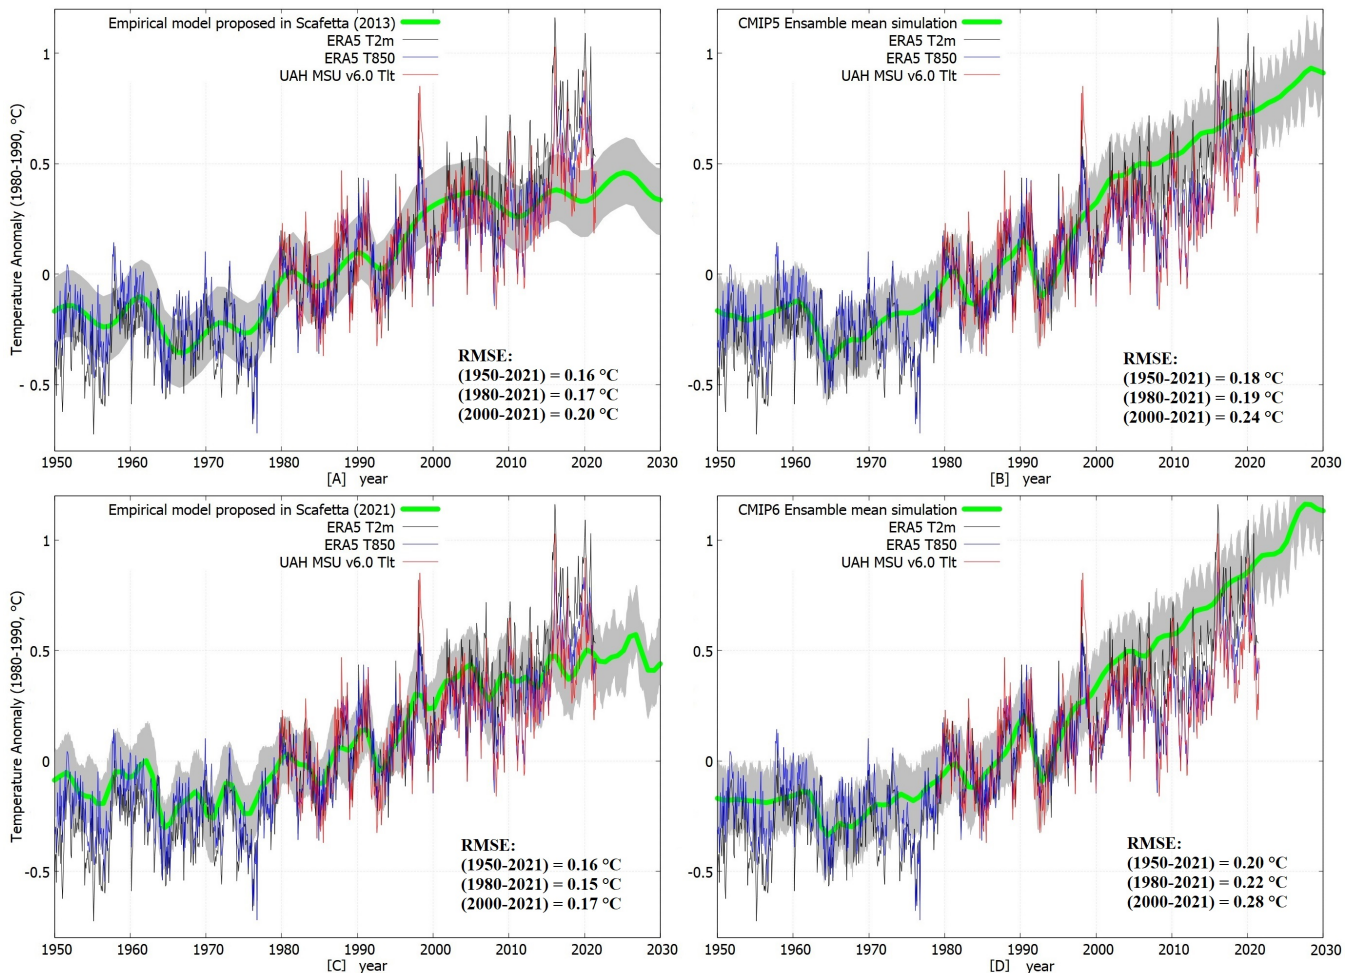 Empirical model proposed in Scafetta (2013)
ERA5 T2m
ERA5 T850
UAH MSU v6.0 Tlt
Temperature Anomaly (1980-1990, °C)
1
0.5
0
-0.5
RMSE:
(1950-2021) = 0.16 °C
(1980-2021) = 0.17 °C
(2000-2021) = 0.20 °C
1950 1960 1970 1980 1990 2000 2010 2020 2030
[A] year
CMIP5 Ensamble mean simulation
ERA5 T2m
ERA5 T850
UAH MSU v6.0 Tlt
1
0.5
0
-0.5
RMSE:
(1950-2021) = 0.18 °C
(1980-2021) = 0.19 °C
(2000-2021) = 0.24 °C
1950 1960 1970 1980 1990 2000 2010 2020 2030
[B] year
Empirical model proposed in Scafetta (2021)
ERA5 T2m
ERA5 T850
UAH MSU v6.0 Tlt
Temperature Anomaly (1980-1990, °C)
1
0.5
0
-0.5
RMSE:
(1950-2021) = 0.16 °C
(1980-2021) = 0.15 °C
(2000-2021) = 0.17 °C
1950 1960 1970 1980 1990 2000 2010 2020 2030
[C] year
CMIP6 Ensamble mean simulation
ERA5 T2m
ERA5 T850
UAH MSU v6.0 Tlt
1
0.5
0
-0.5
RMSE:
(1950-2021) = 0.20 °C
(1980-2021) = 0.22 °C
(2000-2021) = 0.28 °C
1950 1960 1970 1980 1990 2000 2010 2020 2030
[D] year